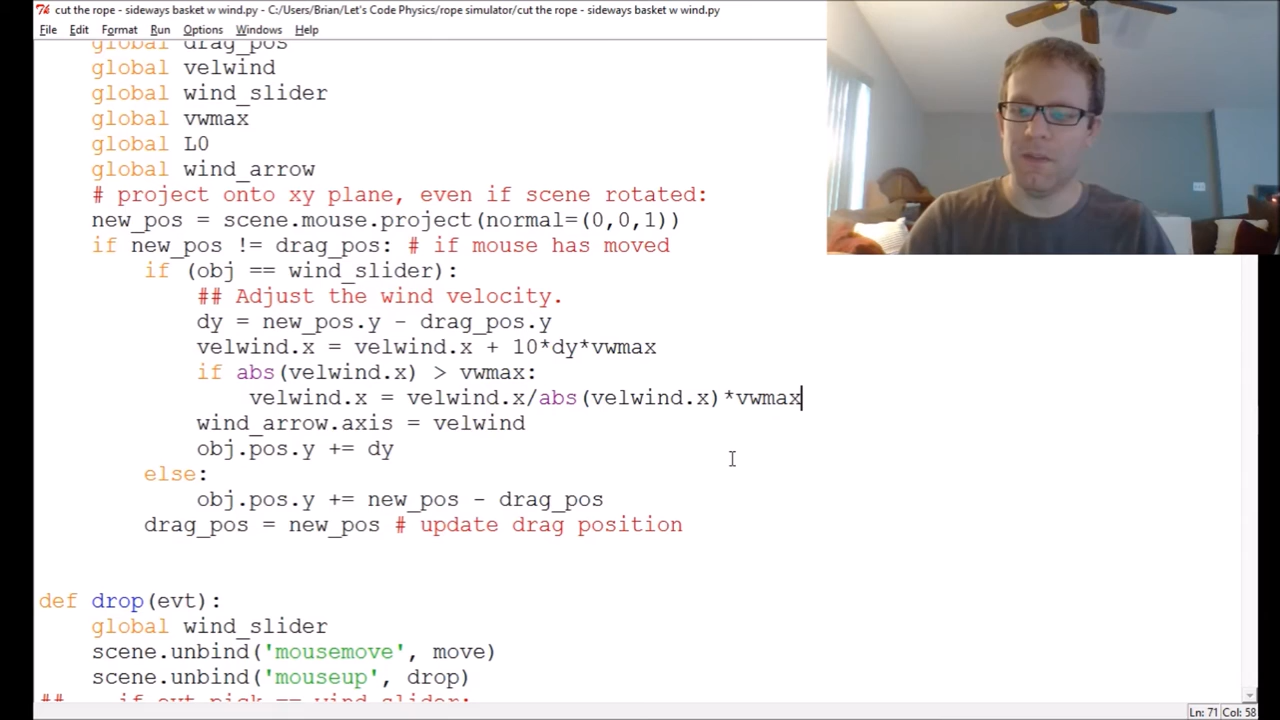 cut the rope - sideways basket w wind.py - C:/Users/Brian/Let's Code Physics/rope simulator/cut the rope - sideways basket w wind.py
File Edit Format Run Options Windows Help
global drag_pos
global velwind
global wind_slider
global vwmax
global L0
global wind_arrow
# project onto xy plane, even if scene rotated:
new_pos = scene.mouse.project(normal=(0,0,1))
if new_pos != drag_pos: # if mouse has moved
if (obj == wind_slider):
## Adjust the wind velocity.
dy = new_pos.y - drag_pos.y
velwind.x = velwind.x + 10*dy*vwmax
if abs(velwind.x) > vwmax:
velwind.x = velwind.x/abs(velwind.x)*vwmax
wind_arrow.axis = velwind
obj.pos.y += dy
else:
obj.pos.y += new_pos - drag_pos
drag_pos = new_pos # update drag position
def drop(evt):
global wind_slider
scene.unbind('mousemove', move)
scene.unbind('mouseup', drop)
## if evt.pick == wind_slider:
Ln: 71 Col: 58